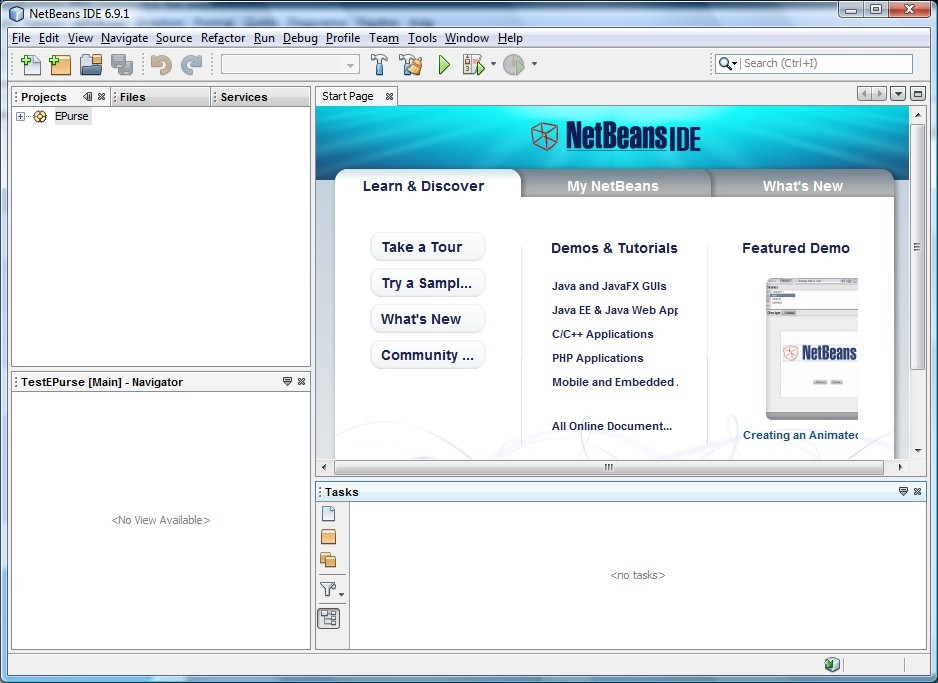 NetBeans IDE 6.9.1
File Edit View Navigate Source Refactor Run Debug Profile Team Tools Window Help
Search (Ctrl+I)
Projects Files Services
EPurse
Start Page
NetBeans IDE
Learn & Discover My NetBeans What's New
Take a Tour
Try a Sampl...
What's New
Community ...
Demos & Tutorials
Java and JavaFX GUIs
Java EE & Java Web App
C/C++ Applications
PHP Applications
Mobile and Embedded
All Online Document...
Featured Demo
NetBeans
Creating an Animated
TestEPurse [Main] - Navigator
<No View Available>
Tasks
<no tasks>